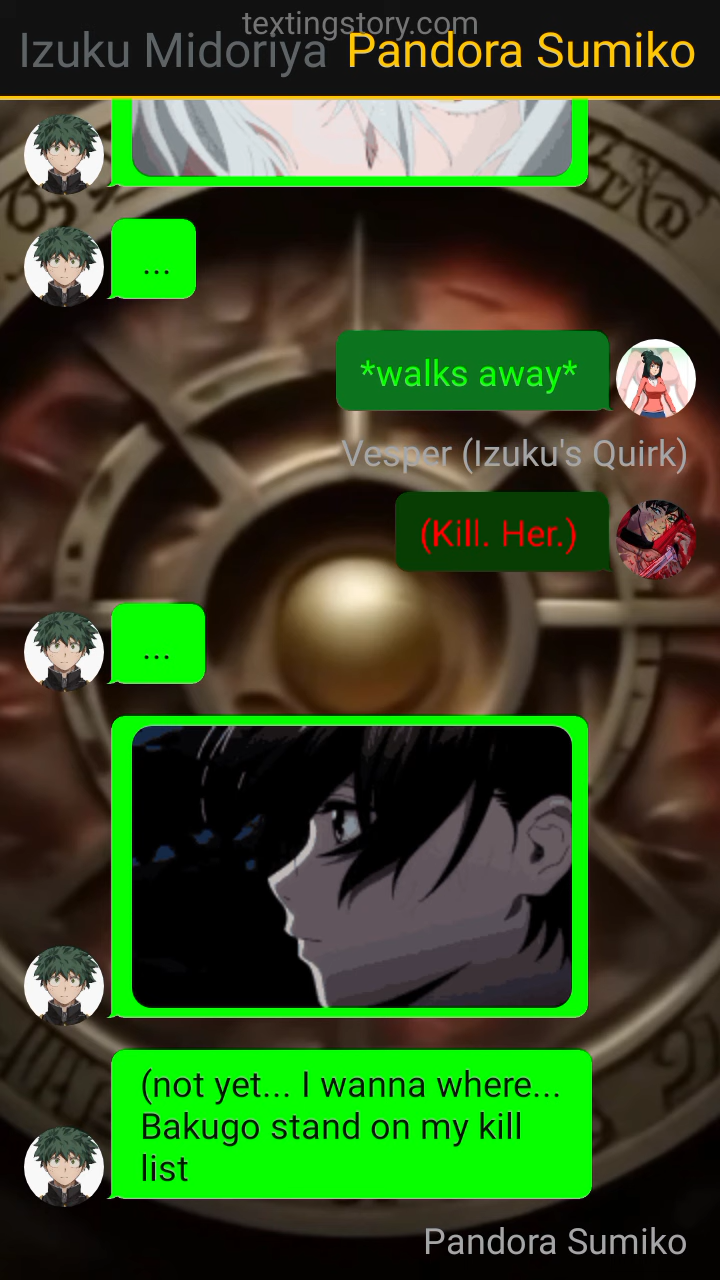 textingstory.com
Izuku Midoriya Pandora Sumiko
...
*walks away*
Vesper (Izuku's Quirk)
(Kill. Her.)
...
(not yet... I wanna where...
Bakugo stand on my kill
list
Pandora Sumiko